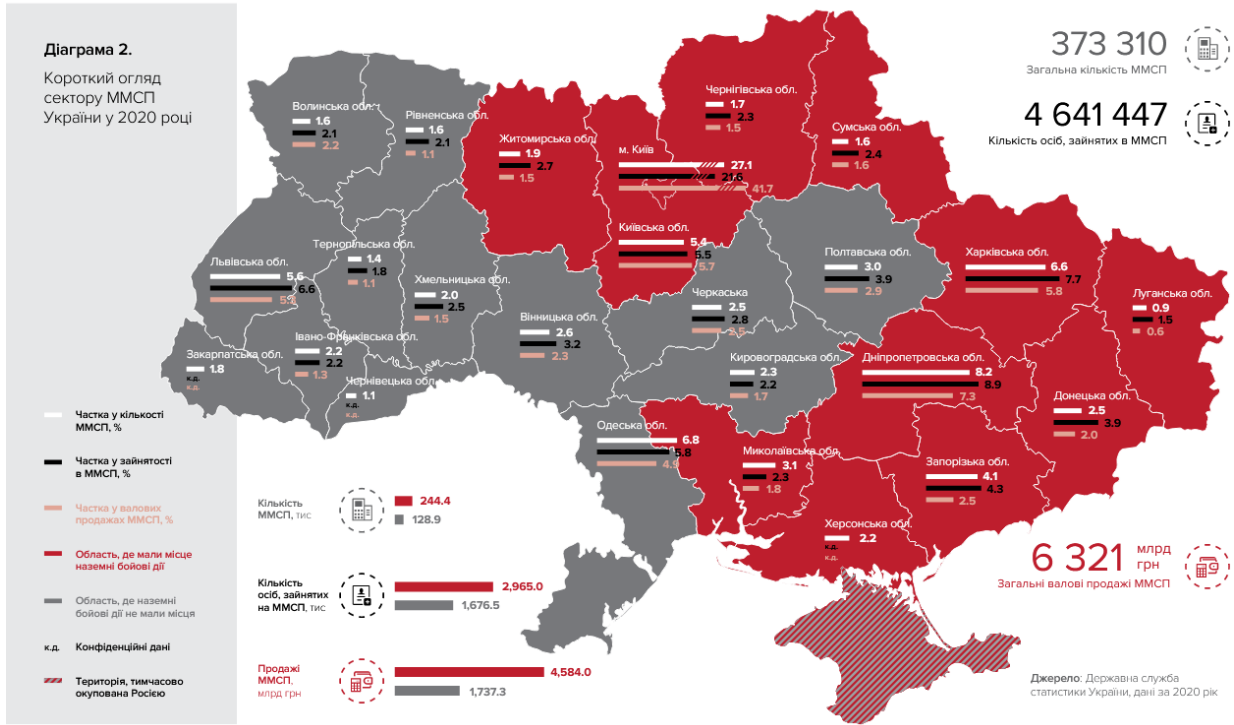 Діаграма 2.
Короткий огляд
сектору ММСП
України у 2020 році
373 310
Загальна кількість ММСП
4 641 447
Кількість осіб, зайнятих в ММСП
Волинська обл.
1.6
2.1
2.2
Рівненська обл.
1.6
2.1
1.1
Житомирська обл.
1.9
2.7
1.5
м. Київ
27.1
21.6
41.7
Чернігівська обл.
1.7
2.3
1.5
Сумська обл.
1.6
2.4
1.6
Київська обл.
5.4
5.5
5.7
Львівська обл.
5.6
6.6
Тернопільська обл.
1.4
1.8
1.1
Хмельницька обл.
2.0
2.5
1.5
Вінницька обл.
2.6
3.2
2.3
Черкаська
2.5
2.8
Полтавська обл.
3.0
3.9
2.9
Харківська обл.
6.6
7.7
5.8
Луганська обл.
0.9
1.5
0.6
Закарпатська обл.
1.8
к.д.
к.д.
Івано-Франківська обл.
2.2
2.2
1.3
Чернівецька обл.
1.1
к.д.
к.д.
Кировоградська обл.
2.3
2.2
1.7
Дніпропетровська обл.
8.2
8.9
7.3
Донецька обл.
2.5
3.9
2.0
Одеська обл.
6.8
5.8
4.9
Миколаївська обл.
3.1
2.3
1.8
Запорізька обл.
4.1
4.3
2.5
Херсонська обл.
2.2
к.д.
к.д.
Частка у кількості
ММСП, %
Частка у зайнятості
в ММСП, %
Частка у валових
продажах ММСП, %
Область, де мали місце
наземні бойові дії
Область, де наземні
бойові дії не мали місця
к.д. Конфіденційні дані
Територія, тимчасово
окупована Росією
Кількість
ММСП, тис
244.4
128.9
Кількість
осіб, зайнятих
на ММСП, тис
2,965.0
1,676.5
Продажі
ММСП,
млрд грн
4,584.0
1,737.3
6 321 млрд
грн
Загальні валові продажі ММСП
Джерело: Державна служба
статистики України, дані за 2020 рік